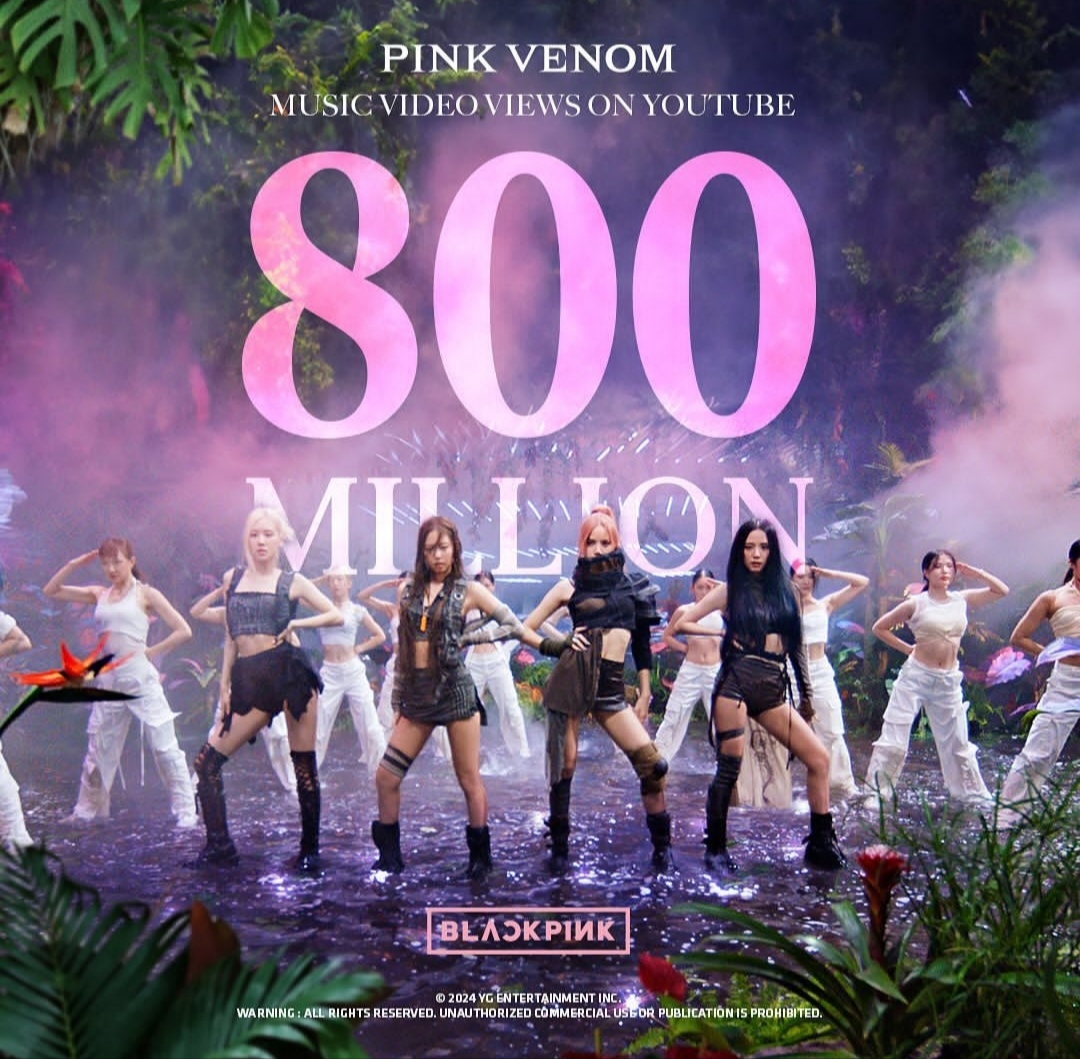 PINK VENOM
MUSIC VIDEO VIEWS ON YOUTUBE
800
MILLION
BLACKPINK
© 2024 YG ENTERTAINMENT INC.
WARNING : ALL RIGHTS RESERVED. UNAUTHORIZED COMMERCIAL USE OR PUBLICATION IS PROHIBITED.